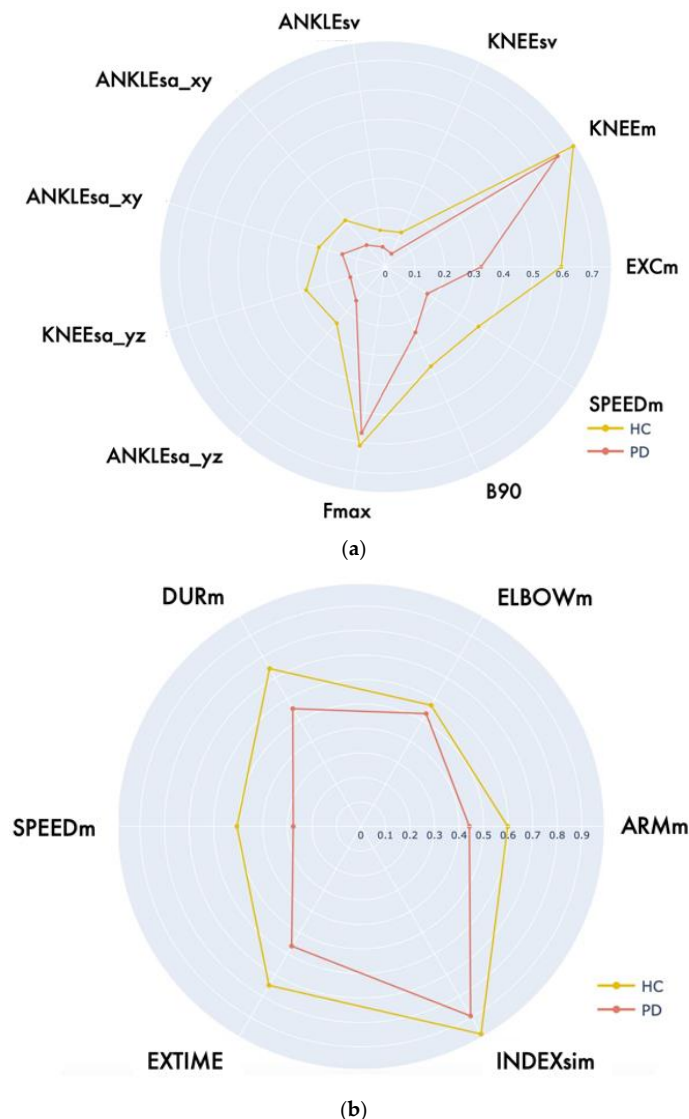 ANKLEsv
KNEEsv
ANKLEsa_xy
KNEEm
ANKLEsa_xy
EXCm
0 0.1 0.2 0.3 0.4 0.5 0.6 0.7
KNEEsa_yz
SPEEDm
HC
PD
ANKLEsa_yz
B90
Fmax
(a)
DURm
ELBOWm
SPEEDm
ARMm
0 0.1 0.2 0.3 0.4 0.5 0.6 0.7 0.8 0.9
HC
PD
EXTIME
INDEXsim
(b)